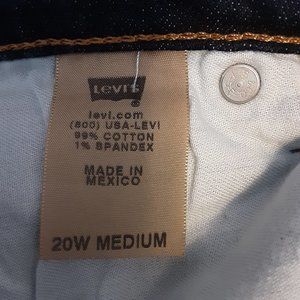 LEVI'S
levi.com
(800) USA-LEVI
99% COTTON
1% SPANDEX
MADE IN
MEXICO
20W MEDIUM